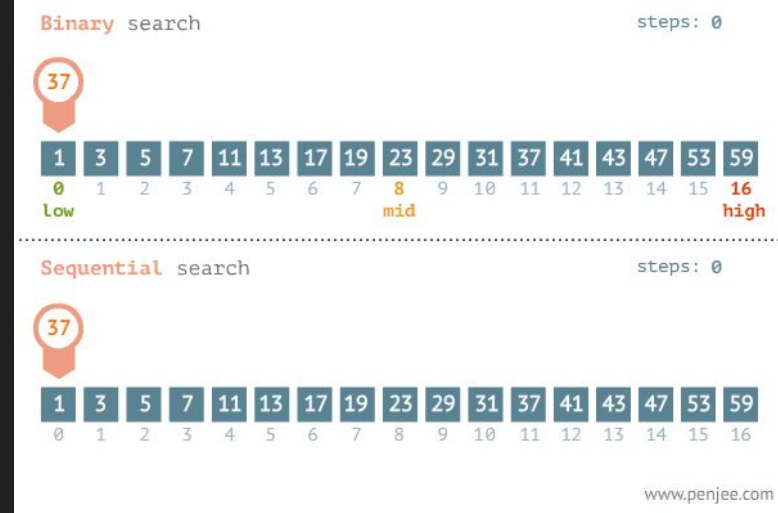 Binary search steps: 0
37
1 3 5 7 11 13 17 19 23 29 31 37 41 43 47 53 59
0 1 2 3 4 5 6 7 8 9 10 11 12 13 14 15 16
low mid high
Sequential search steps: 0
37
1 3 5 7 11 13 17 19 23 29 31 37 41 43 47 53 59
0 1 2 3 4 5 6 7 8 9 10 11 12 13 14 15 16
www.penjee.com